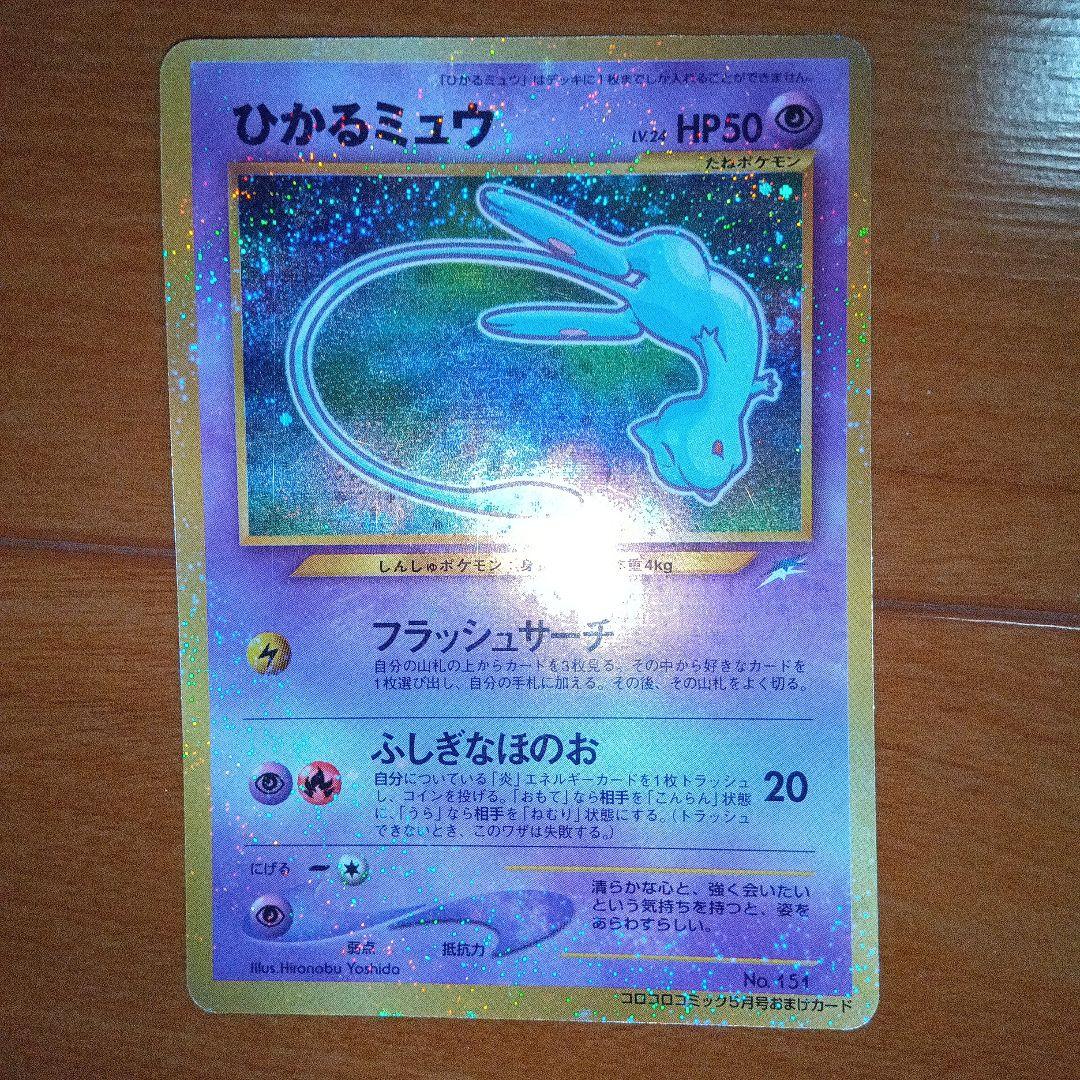 「ひかるミュウ」はデッキに1枚までしか入れることができません。
ひかるミュウ
LV.24 HP50
たねポケモン
しんしゅポケモン：身 重4kg
フラッシュサーチ
自分の山札の上からカードを3枚見る。その中から好きなカードを
1枚選び出し、自分の手札に加える。その後、その山札をよく切る。
ふしぎなほのお
20
自分についている「炎」エネルギーカードを1枚トラッシュ
し、コインを投げる。「おもて」なら相手を「こんらん」状態
に、「うら」なら相手を「ねむり」状態にする。（トラッシュ
できないとき、このワザは失敗する。）
にげる
清らかな心と、強く会いたい
という気持ちを持つと、姿を
あらわすらしい。
弱点 抵抗力
Illus.Hironobu Yoshida
No. 151
コロコロコミック5月号おまけカード